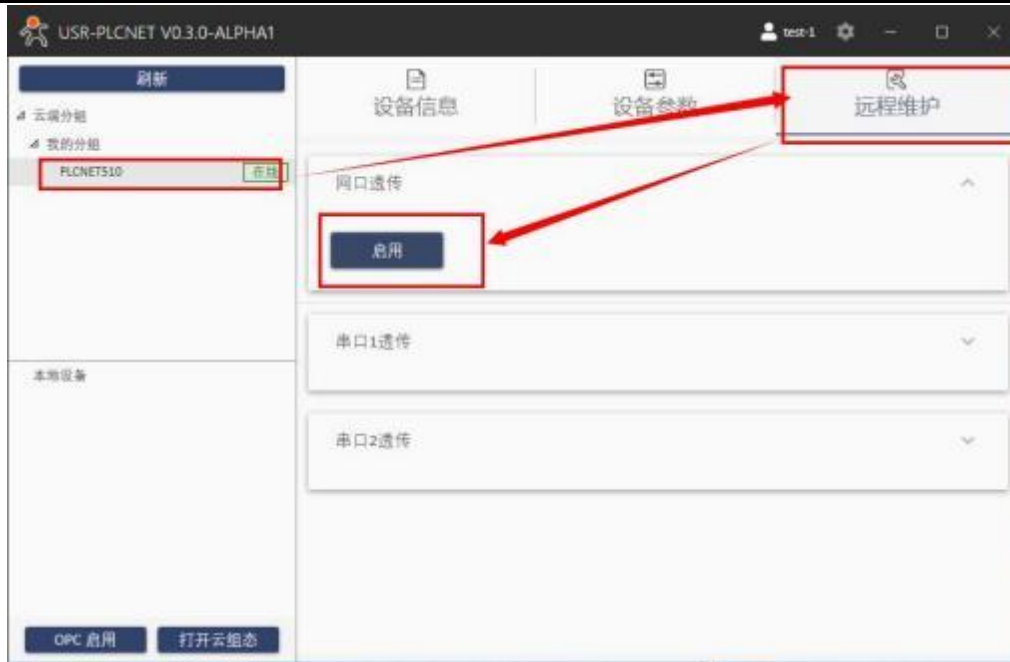 USR-PLCNET V0.3.0-ALPHA1
test-1
刷新
云端分组
我的分组
PLCNET510
在线
本地设备
OPC 启用
打开云组态
设备信息
设备参数
远程维护
网口透传
启用
串口1透传
串口2透传